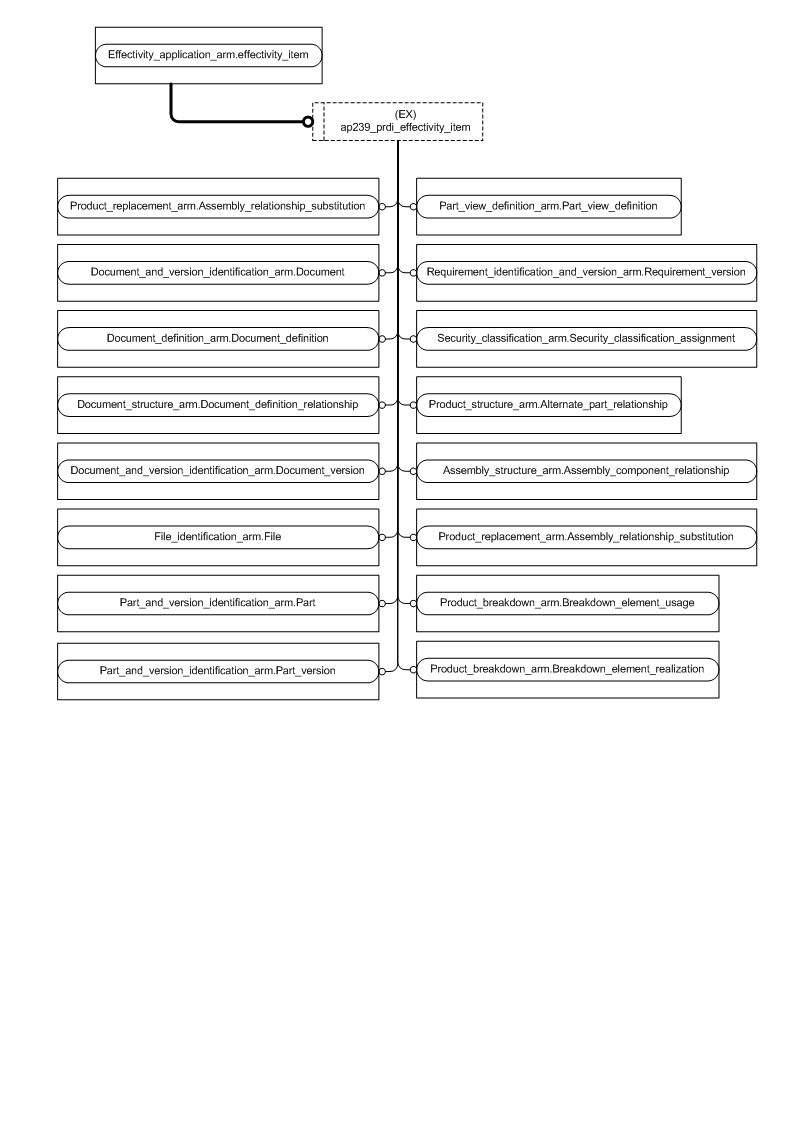 Effectivity_application_arm.effectivity_item
(EX)
ap239_prdi_effectivity_item
Product_replacement_arm.Assembly_relationship_substitution
Part_view_definition_arm.Part_view_definition
Document_and_version_identification_arm.Document
Requirement_identification_and_version_arm.Requirement_version
Document_definition_arm.Document_definition
Security_classification_arm.Security_classification_assignment
Document_structure_arm.Document_definition_relationship
Product_structure_arm.Alternate_part_relationship
Document_and_version_identification_arm.Document_version
Assembly_structure_arm.Assembly_component_relationship
File_identification_arm.File
Product_replacement_arm.Assembly_relationship_substitution
Part_and_version_identification_arm.Part
Product_breakdown_arm.Breakdown_element_usage
Part_and_version_identification_arm.Part_version
Product_breakdown_arm.Breakdown_element_realization